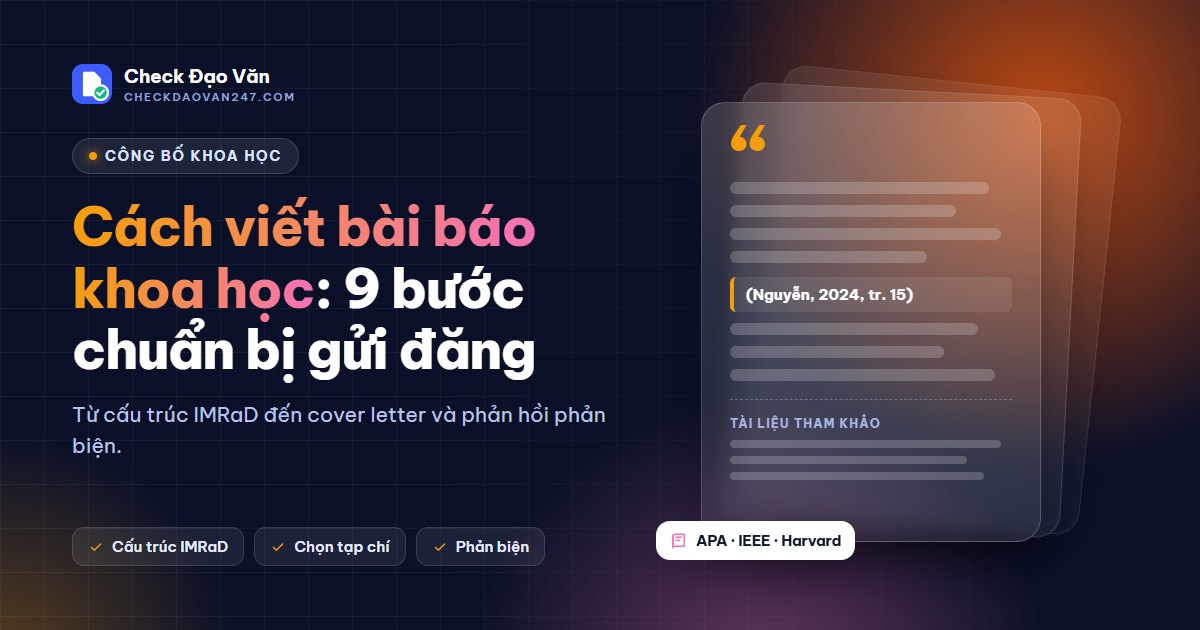 Check Đạo Văn
CHECKDAOVAN247.COM
CÔNG BỐ KHOA HỌC
Cách viết bài báo
khoa học: 9 bước
chuẩn bị gửi đăng
Từ cấu trúc IMRaD đến cover letter và phản hồi phản
biện.
Cấu trúc IMRaD
Chọn tạp chí
Phản biện
“
(Nguyễn, 2024, tr. 15)
TÀI LIỆU THAM KHẢO
APA · IEEE · Harvard